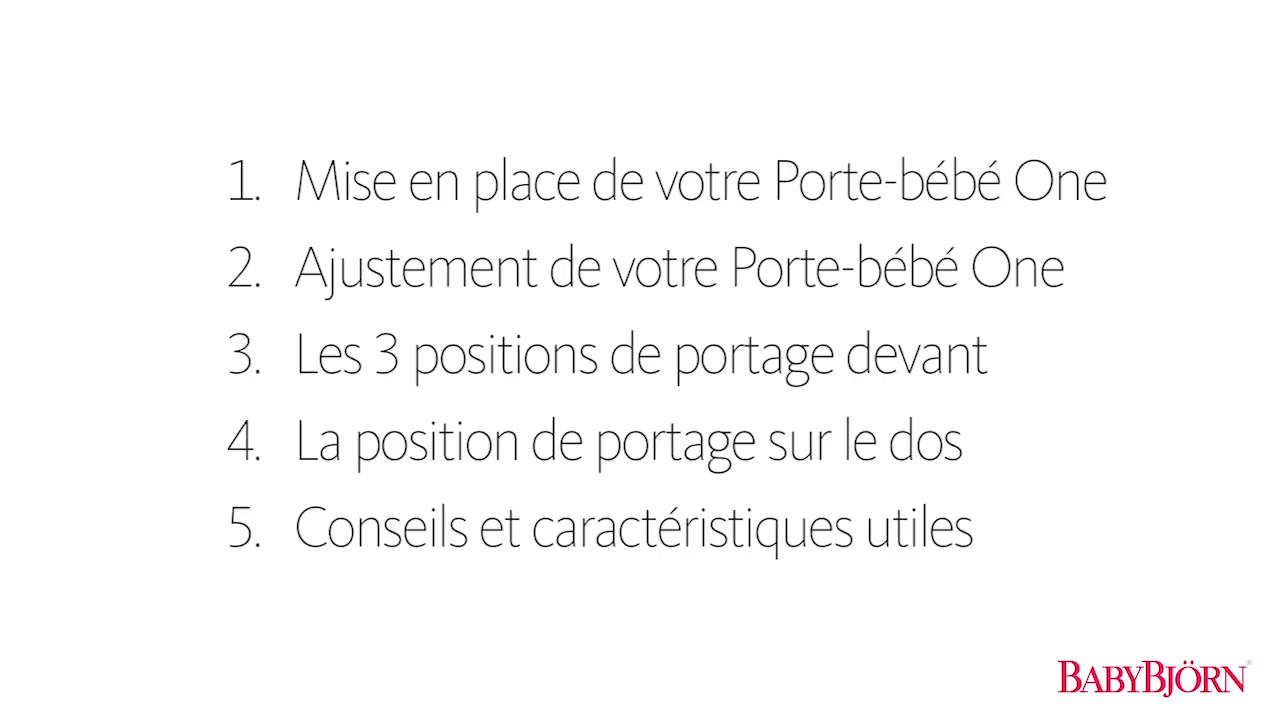 1. Mise en place de votre Porte-bébé One
2. Ajustement de votre Porte-bébé One
3. Les 3 positions de portage devant
4. La position de portage sur le dos
5. Conseils et caractéristiques utiles
BABYBJÖRN®